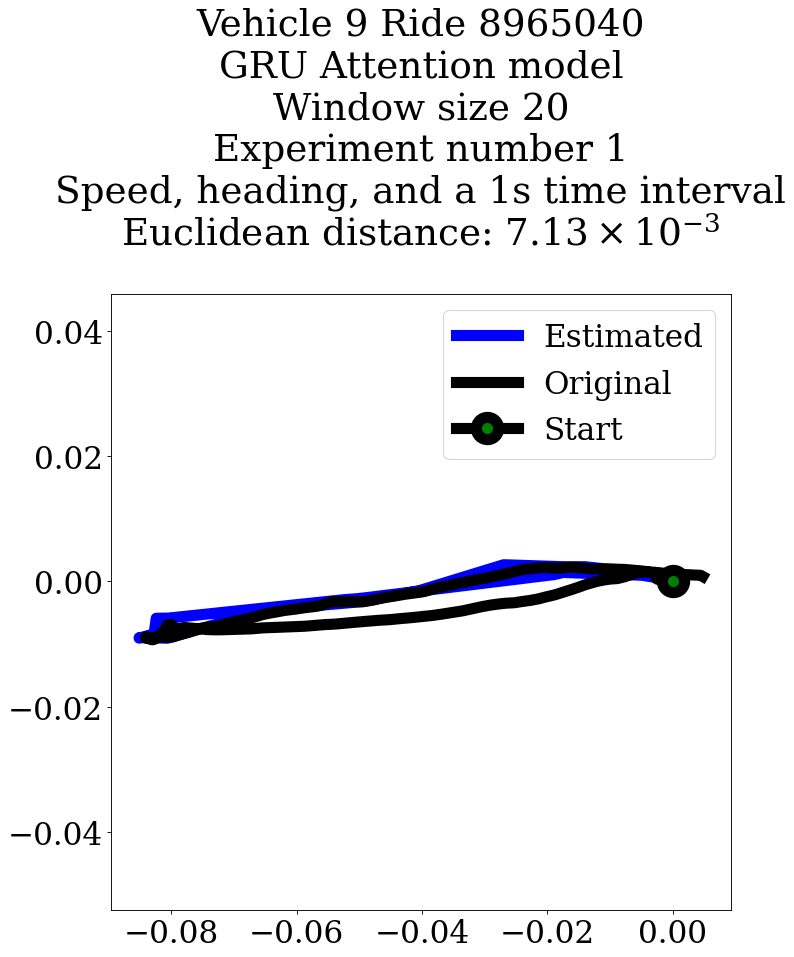 Vehicle 9 Ride 8965040
GRU Attention model
Window size 20
Experiment number 1
Speed, heading, and a 1s time interval
Euclidean distance: 7.13 × 10⁻³
Estimated
Original
Start
0.04
0.02
0.00
−0.02
−0.04
−0.08
−0.06
−0.04
−0.02
0.00